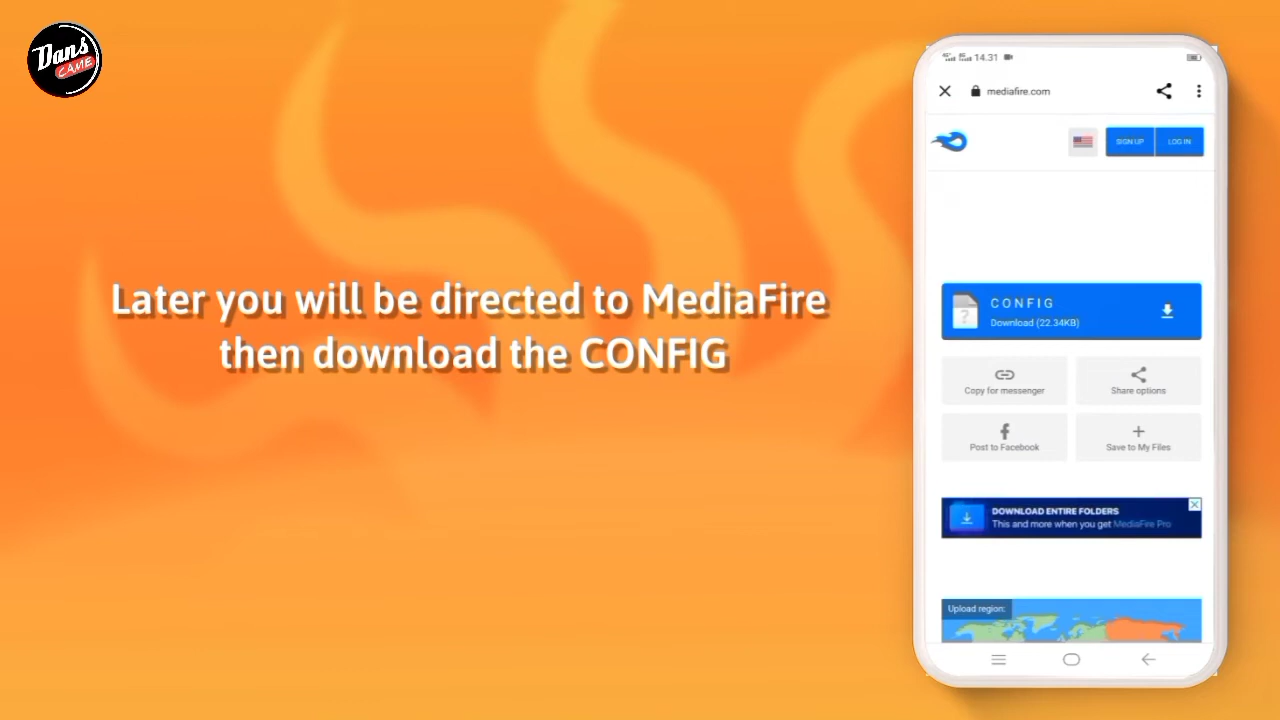 Dans
CAME
Later you will be directed to MediaFire
then download the CONFIG
14.31
mediafire.com
SIGN UP
LOG IN
CONFIG
Download (22.34KB)
Copy for messenger
Share options
Post to Facebook
Save to My Files
DOWNLOAD ENTIRE FOLDERS
This and more when you get MediaFire Pro
Upload region: